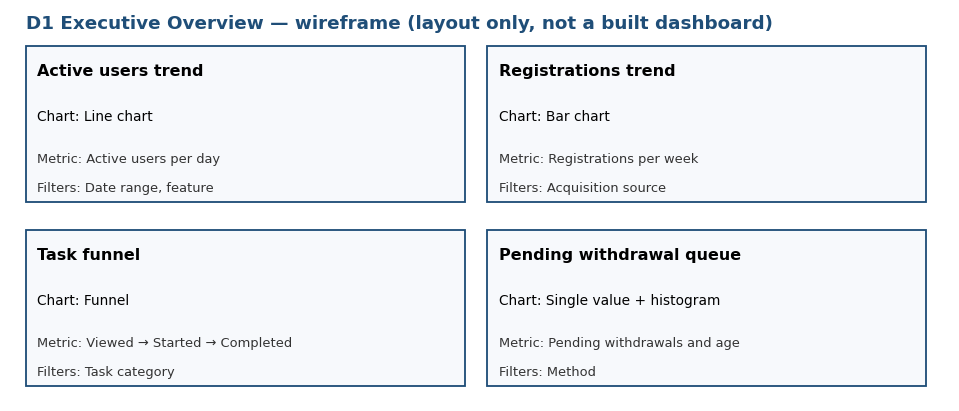 D1 Executive Overview — wireframe (layout only, not a built dashboard)
Active users trend
Chart: Line chart
Metric: Active users per day
Filters: Date range, feature
Registrations trend
Chart: Bar chart
Metric: Registrations per week
Filters: Acquisition source
Task funnel
Chart: Funnel
Metric: Viewed → Started → Completed
Filters: Task category
Pending withdrawal queue
Chart: Single value + histogram
Metric: Pending withdrawals and age
Filters: Method